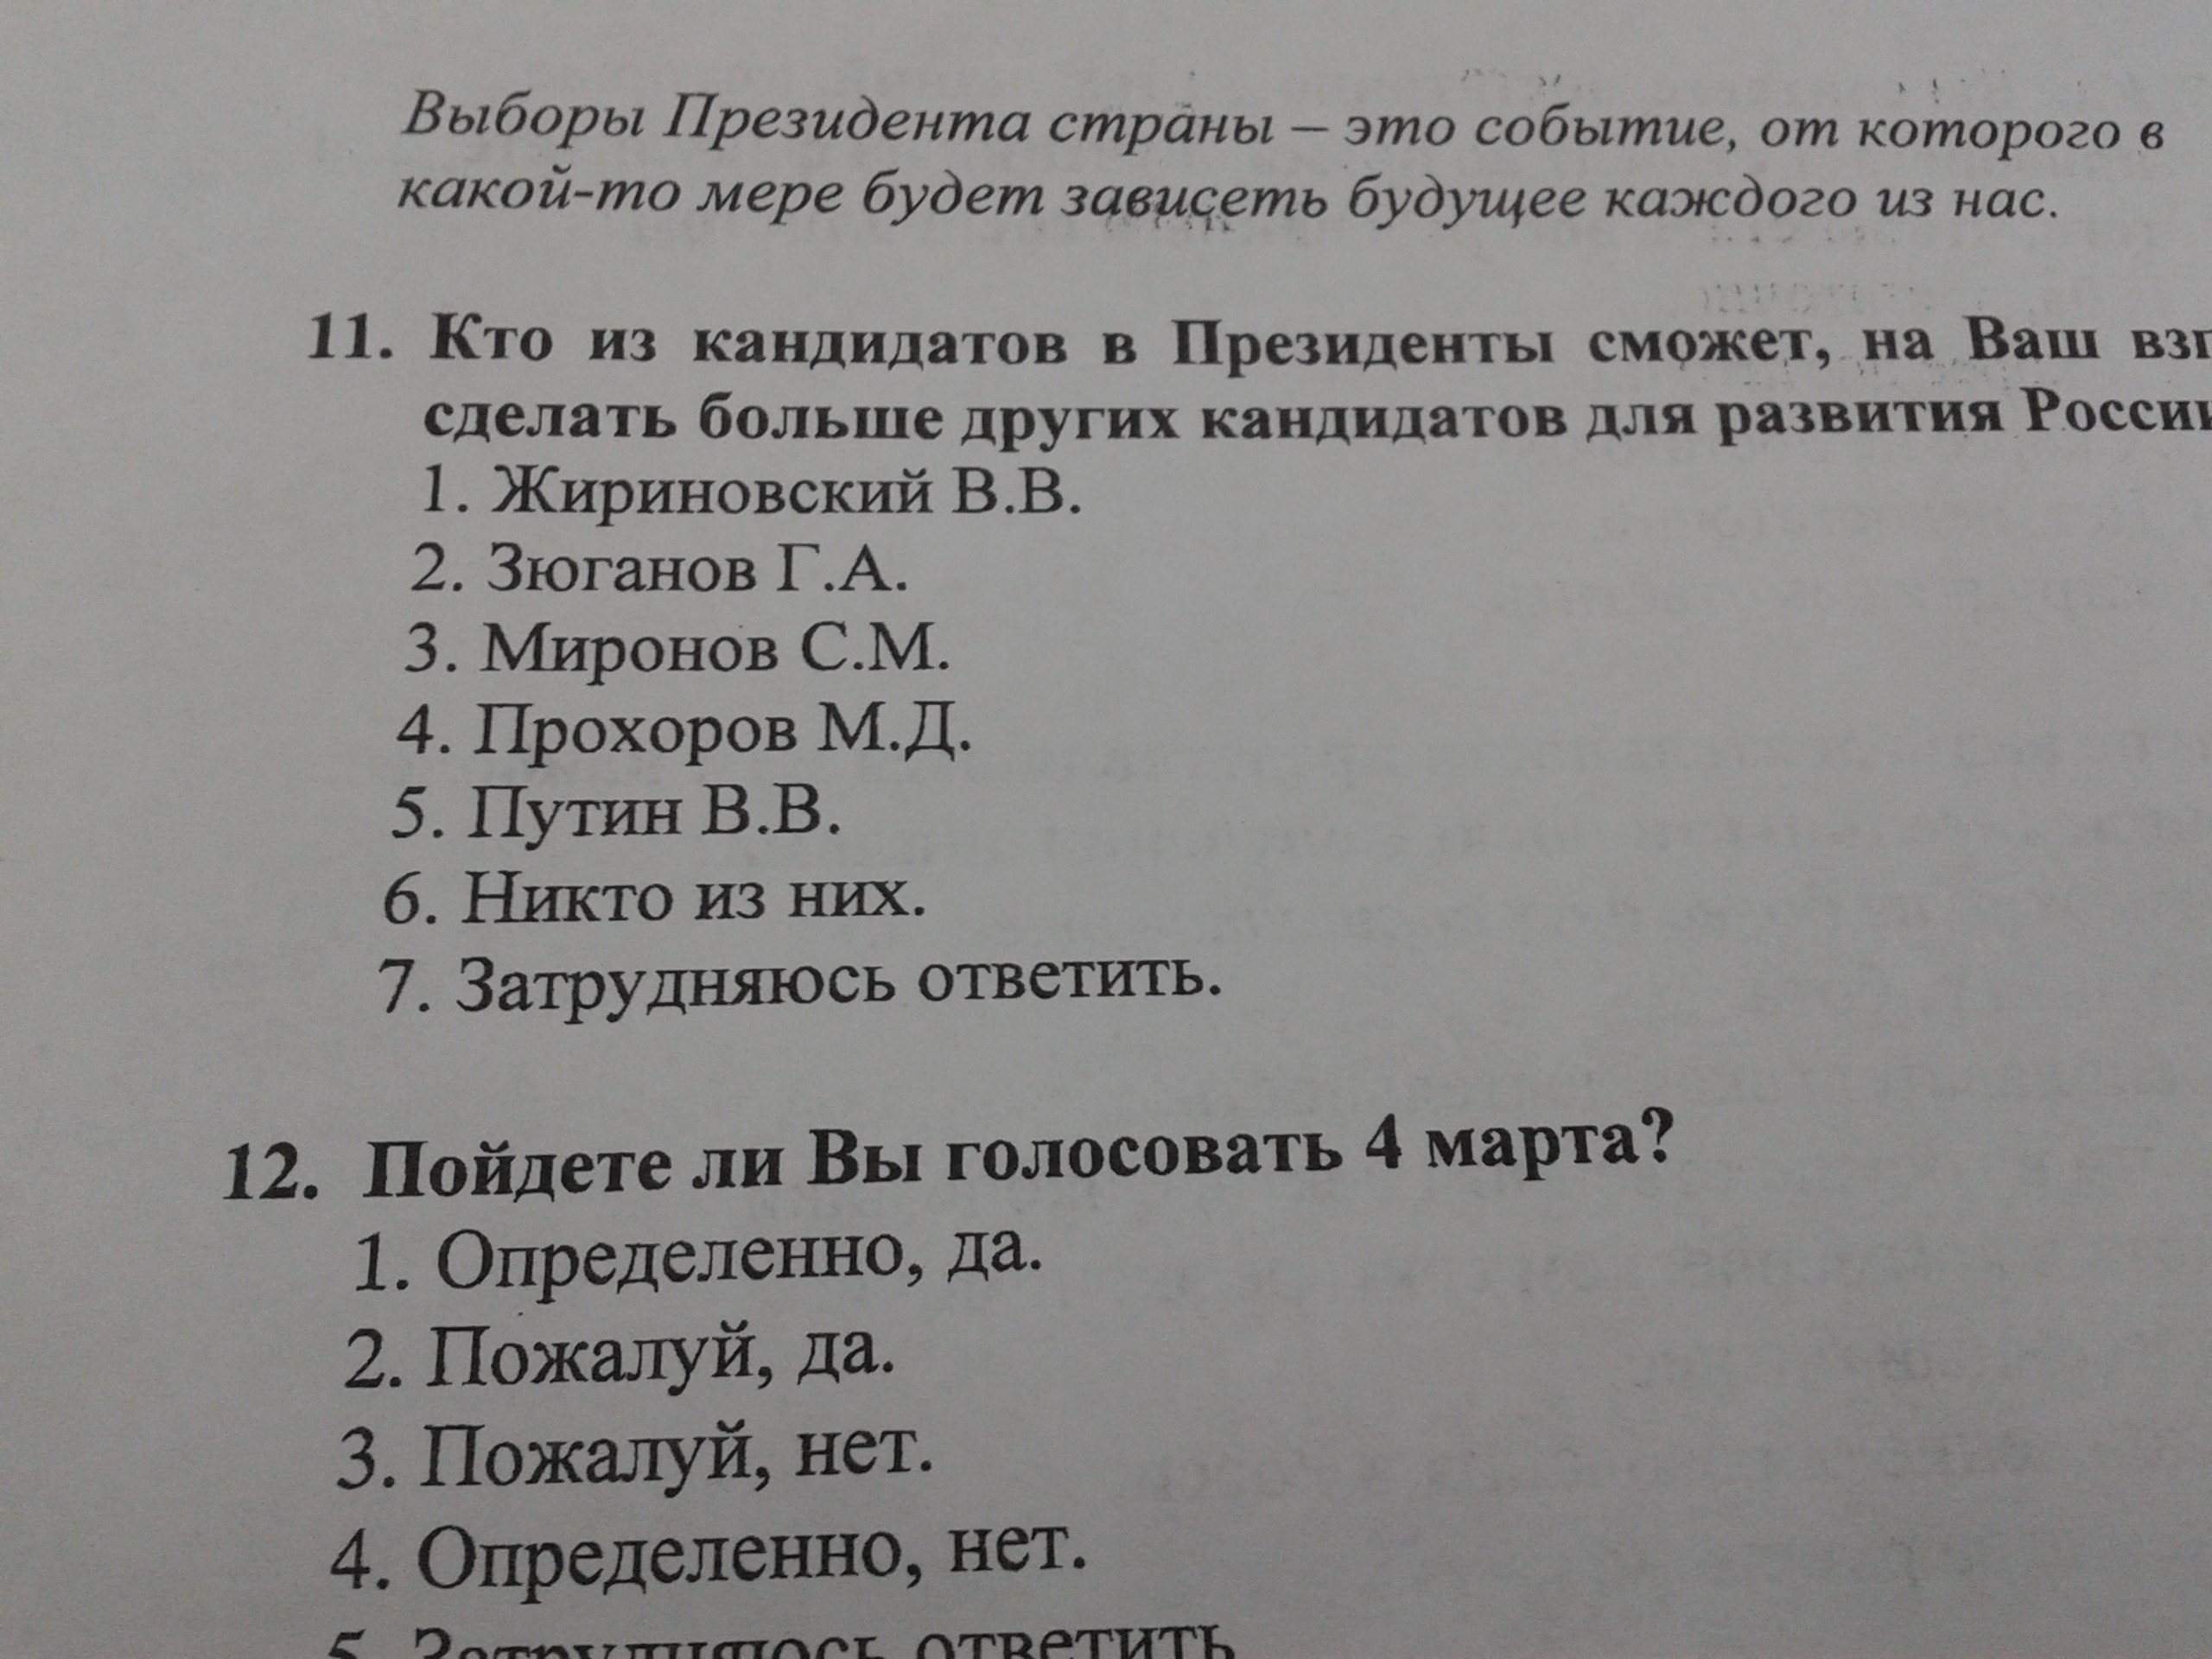 Выборы Президента страны – это событие, от которого в
какой-то мере будет зависеть будущее каждого из нас.
11. Кто из кандидатов в Президенты сможет, на Ваш
сделать больше других кандидатов для развития Росси
1. Жириновский В.В.
2. Зюганов Г.А.
3. Миронов С.М.
4. Прохоров М.Д.
5. Путин В.В.
6. Никто из них.
7. Затрудняюсь ответить.
12. Пойдете ли Вы голосовать 4 марта?
1. Определенно, да.
2. Пожалуй, да.
3. Пожалуй, нет.
4. Определенно, нет.
5. Затрудняюсь ответить